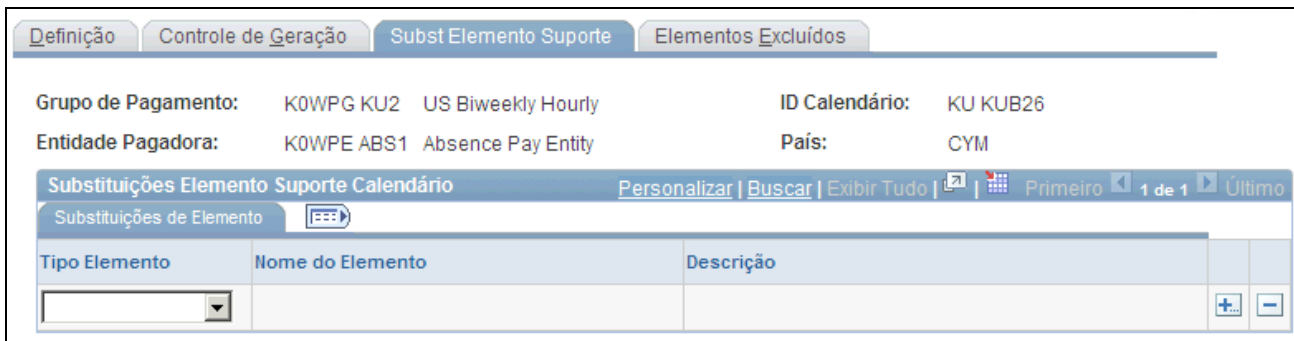 Definição Controle de Geração Subst Elemento Suporte Elementos Excluídos
Grupo de Pagamento: K0WPG KU2 US Biweekly Hourly ID Calendário: KU KUB26
Entidade Pagadora: K0WPE ABS1 Absence Pay Entity País: CYM
Substituições Elemento Suporte Calendário Personalizar | Buscar | Exibir Tudo | | Primeiro 1 de 1 Último
Substituições de Elemento
Tipo Elemento Nome do Elemento Descrição